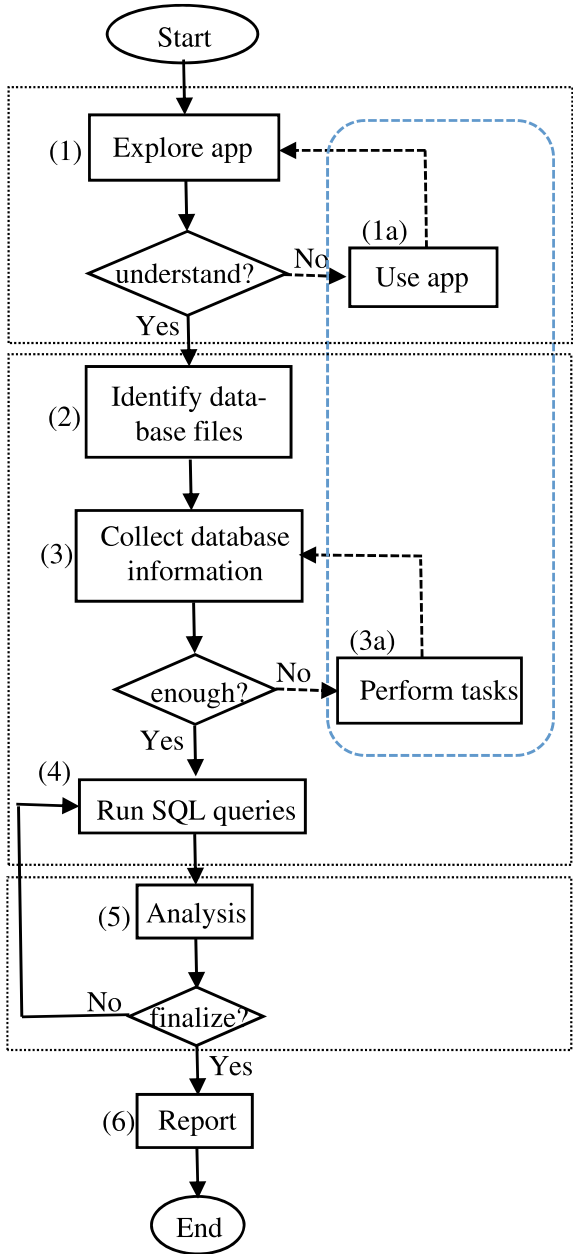 Start
(1)
Explore app
(1a)
understand?
No
Use app
Yes
(2)
Identify data-
base files
(3)
Collect database
information
(3a)
enough?
No
Perform tasks
Yes
(4)
Run SQL queries
(5)
Analysis
No
finalize?
Yes
(6)
Report
End